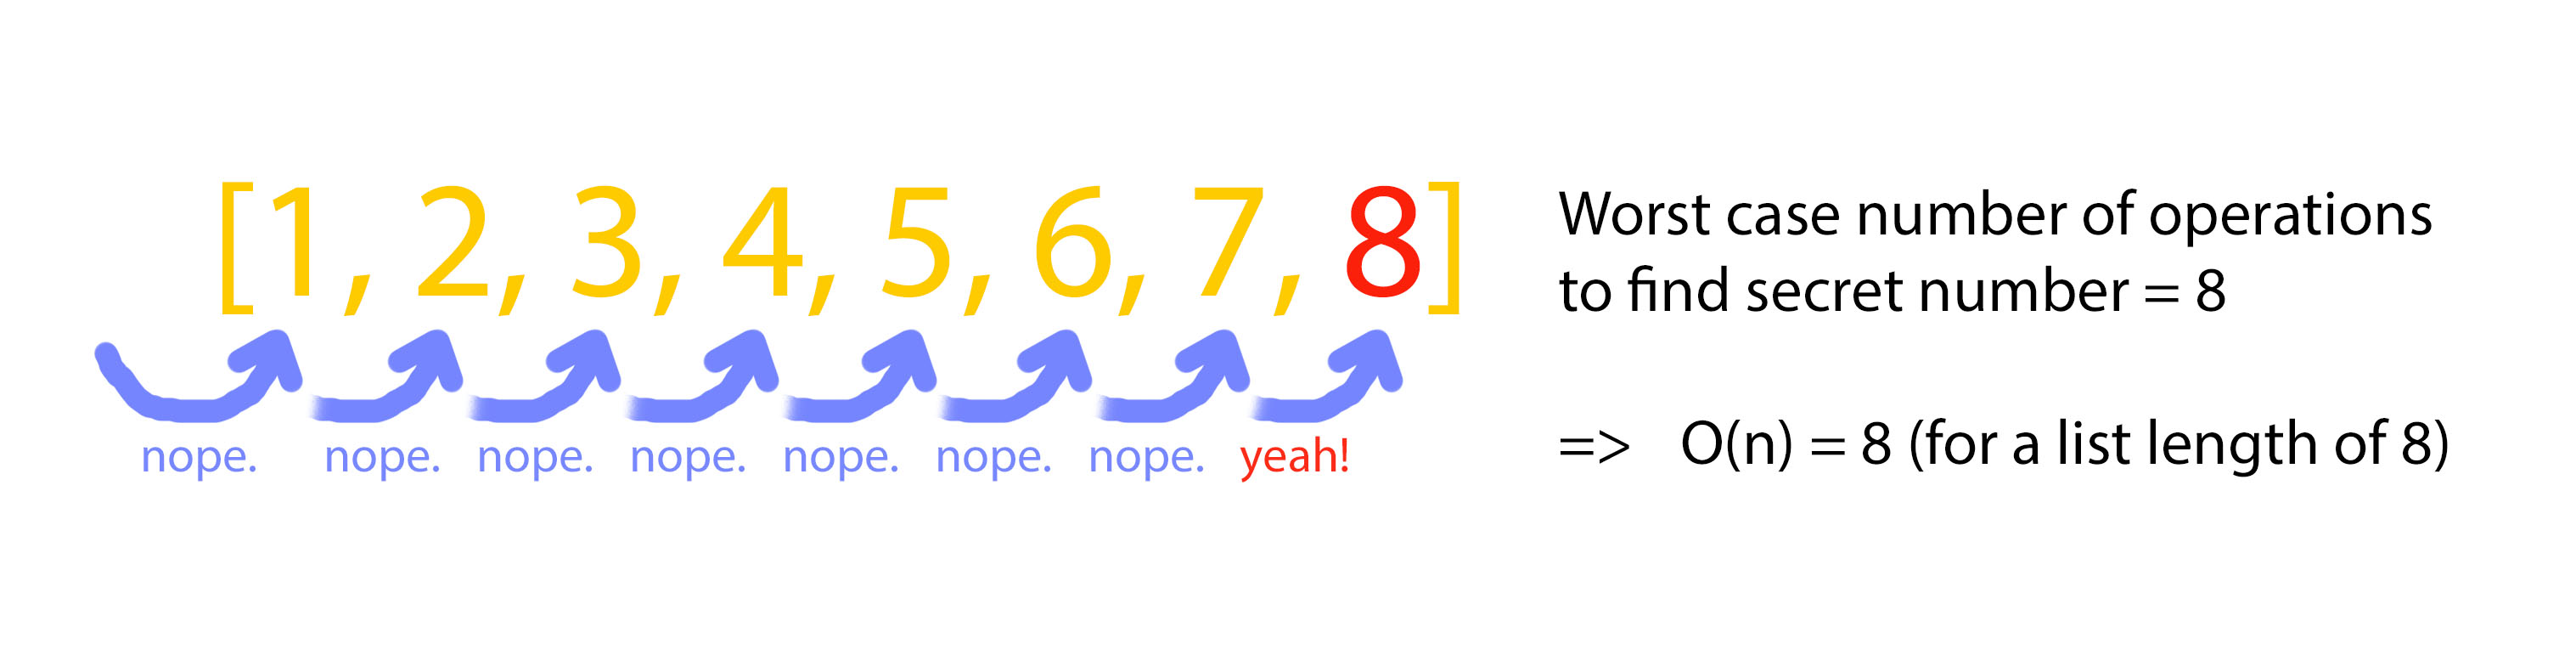 [1, 2, 3, 4, 5, 6, 7, 8]
nope. nope. nope. nope. nope. nope. nope. yeah!
Worst case number of operations
to find secret number = 8
=> O(n) = 8 (for a list length of 8)